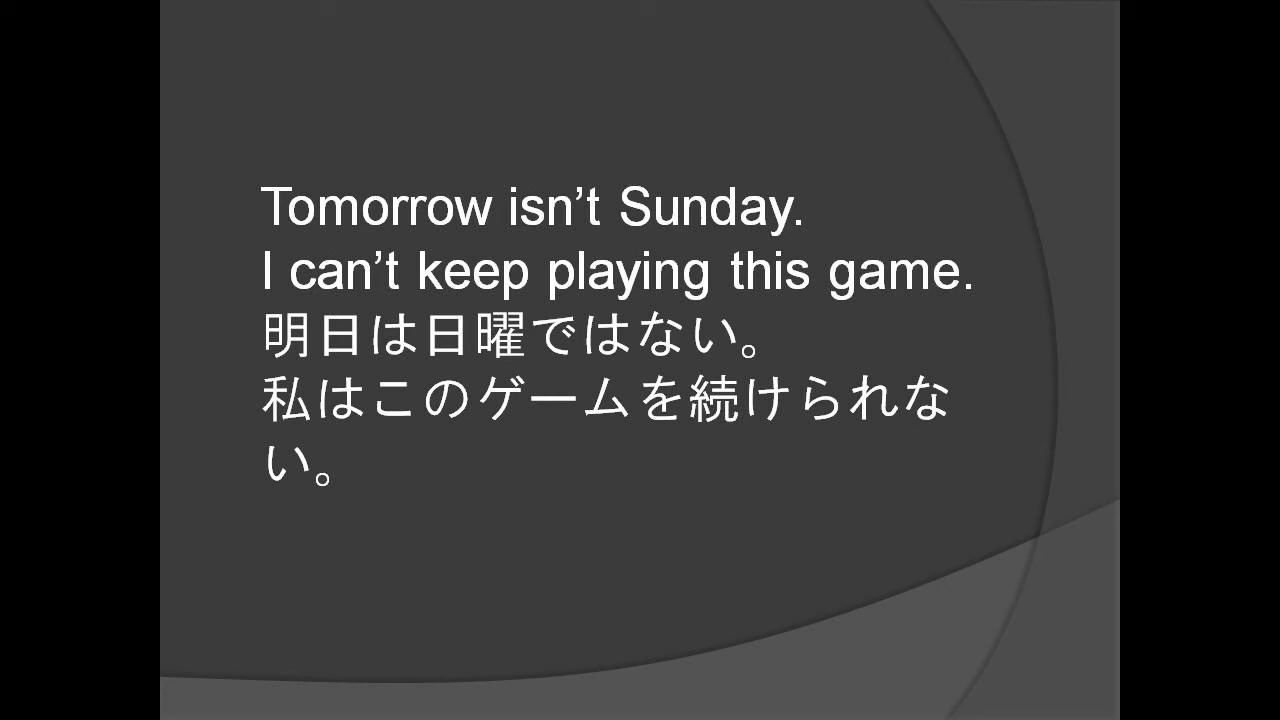 Tomorrow isn’t Sunday.
I can’t keep playing this game.
明日は日曜ではない。
私はこのゲームを続けられな
い。